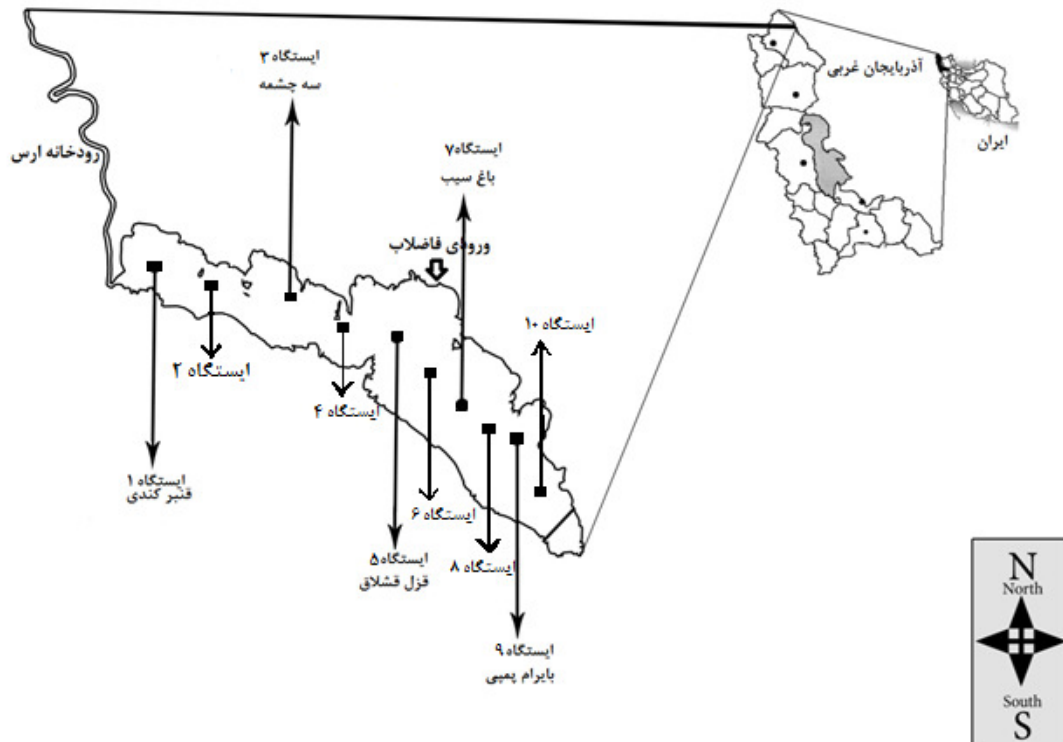 ایستگاه ۳
سه چشمه
آذربایجان غربی
ایران
رودخانه ارس
ایستگاه ۷
باغ سیب
ورودی فاضلاب
ایستگاه ۱۰
ایستگاه ۲
ایستگاه ۴
ایستگاه ۱
قنبر کندی
ایستگاه ۶
ایستگاه ۵
قزل قشلاق
ایستگاه ۸
ایستگاه ۹
بایرام پمپی
N
North
South
S